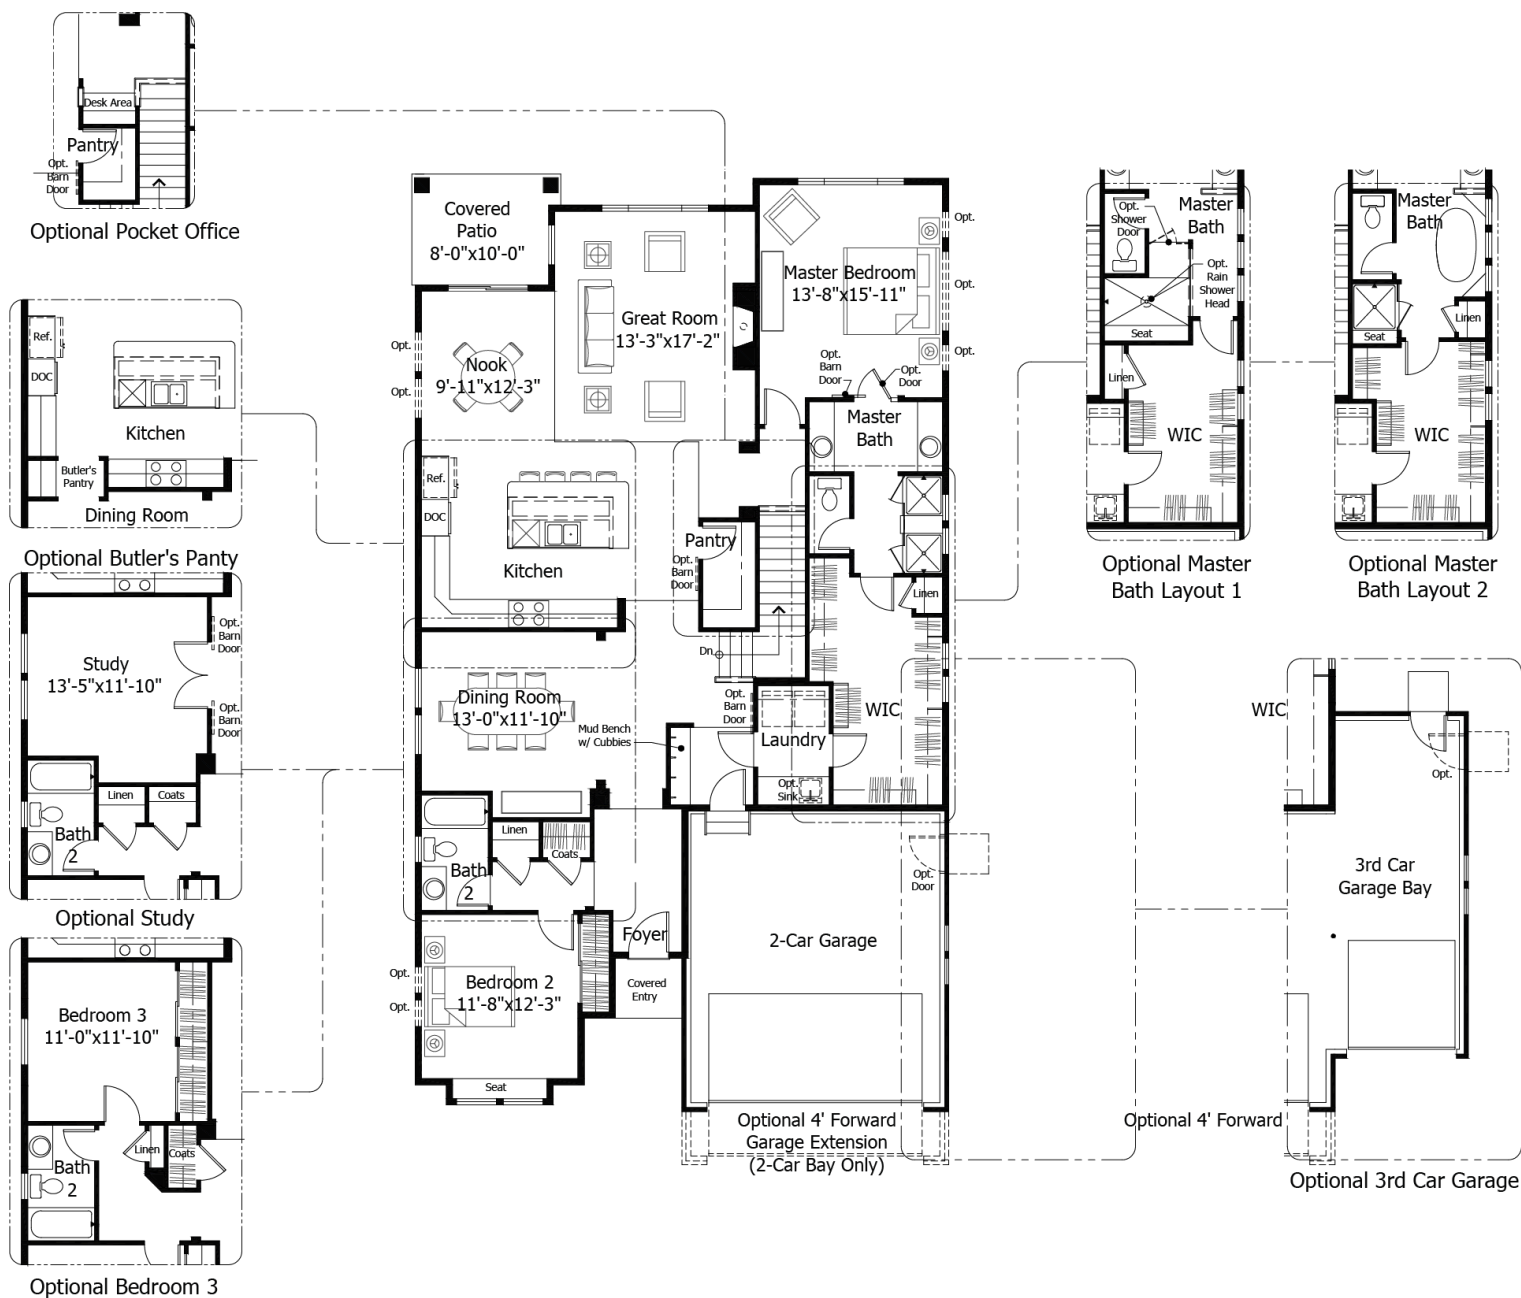 Desk Area
Pantry
Opt.
Barn
Door
Optional Pocket Office
Ref.
DOC
Kitchen
Butler's
Pantry
Dining Room
Optional Butler's Panty
Study
13'-5"x11'-10"
Opt.
Barn
Door
Opt.
Barn
Door
Linen
Coats
Bath
2
Optional Study
Bedroom 3
11'-0"x11'-10"
Linen
Coats
Bath
2
Optional Bedroom 3
Covered
Patio
8'-0"x10'-0"
Great Room
13'-3"x17'-2"
Master Bedroom
13'-8"x15'-11"
Opt.
Opt.
Opt.
Opt.
Opt.
Nook
9'-11"x12'-3"
Opt.
Barn
Door
Opt.
Door
Master
Bath
Ref.
DOC
Kitchen
Pantry
Opt.
Barn
Door
Linen
Dn
Dining Room
13'-0"x11'-10"
Mud Bench
w/ Cubbies
Opt.
Barn
Door
Laundry
Opt.
Sink
WIC
Linen
Coats
Bath
2
Opt.
Door
Foyer
2-Car Garage
Opt.
Opt.
Bedroom 2
11'-8"x12'-3"
Covered
Entry
Seat
Optional 4' Forward
Garage Extension
(2-Car Bay Only)
Opt.
Shower
Door
Master
Bath
Opt.
Rain
Shower
Head
Seat
Linen
WIC
Optional Master
Bath Layout 1
Master
Bath
Linen
Seat
WIC
Optional Master
Bath Layout 2
WIC
Opt.
3rd Car
Garage Bay
Optional 4' Forward
Optional 3rd Car Garage